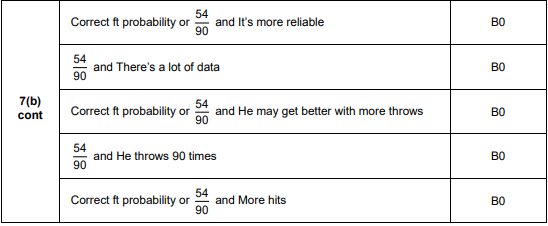 Correct ft probability or 54/90 and It's more reliable B0
54/90 and There's a lot of data B0
7(b)
cont
Correct ft probability or 54/90 and He may get better with more throws B0
54/90 and He throws 90 times B0
Correct ft probability or 54/90 and More hits B0